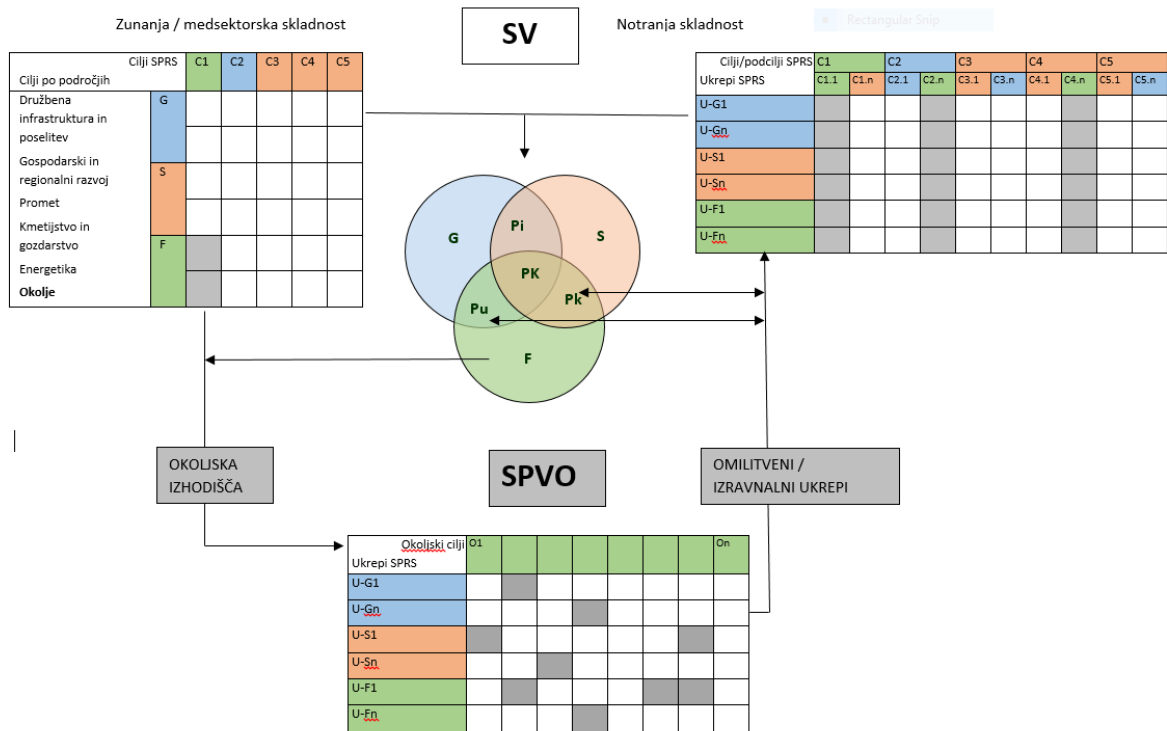 Zunanja / medsektorska skladnost
SV
Notranja skladnost
Rectangular Snip
Cilji SPRS
Cilji po področjih
C1 C2 C3 C4 C5
Družbena
infrastruktura in
poselitev
Gospodarski in
regionalni razvoj
Promet
Kmetijstvo in
gozdarstvo
Energetika
Okolje
G
S
F
Cilji/podcilji SPRS C1 C2 C3 C4 C5
Ukrepi SPRS C1.1 C1.n C2.1 C2.n C3.1 C3.n C4.1 C4.n C5.1 C5.n
U-G1
U-Gn
U-S1
U-Sn
U-F1
U-Fn
G Pi S
PK
Pu Pk
F
OKOLJSKA
IZHODIŠČA
SPVO
OMILITVENI /
IZRAVNALNI UKREPI
Okoljski cilji O1 On
Ukrepi SPRS
U-G1
U-Gn
U-S1
U-Sn
U-F1
U-Fn